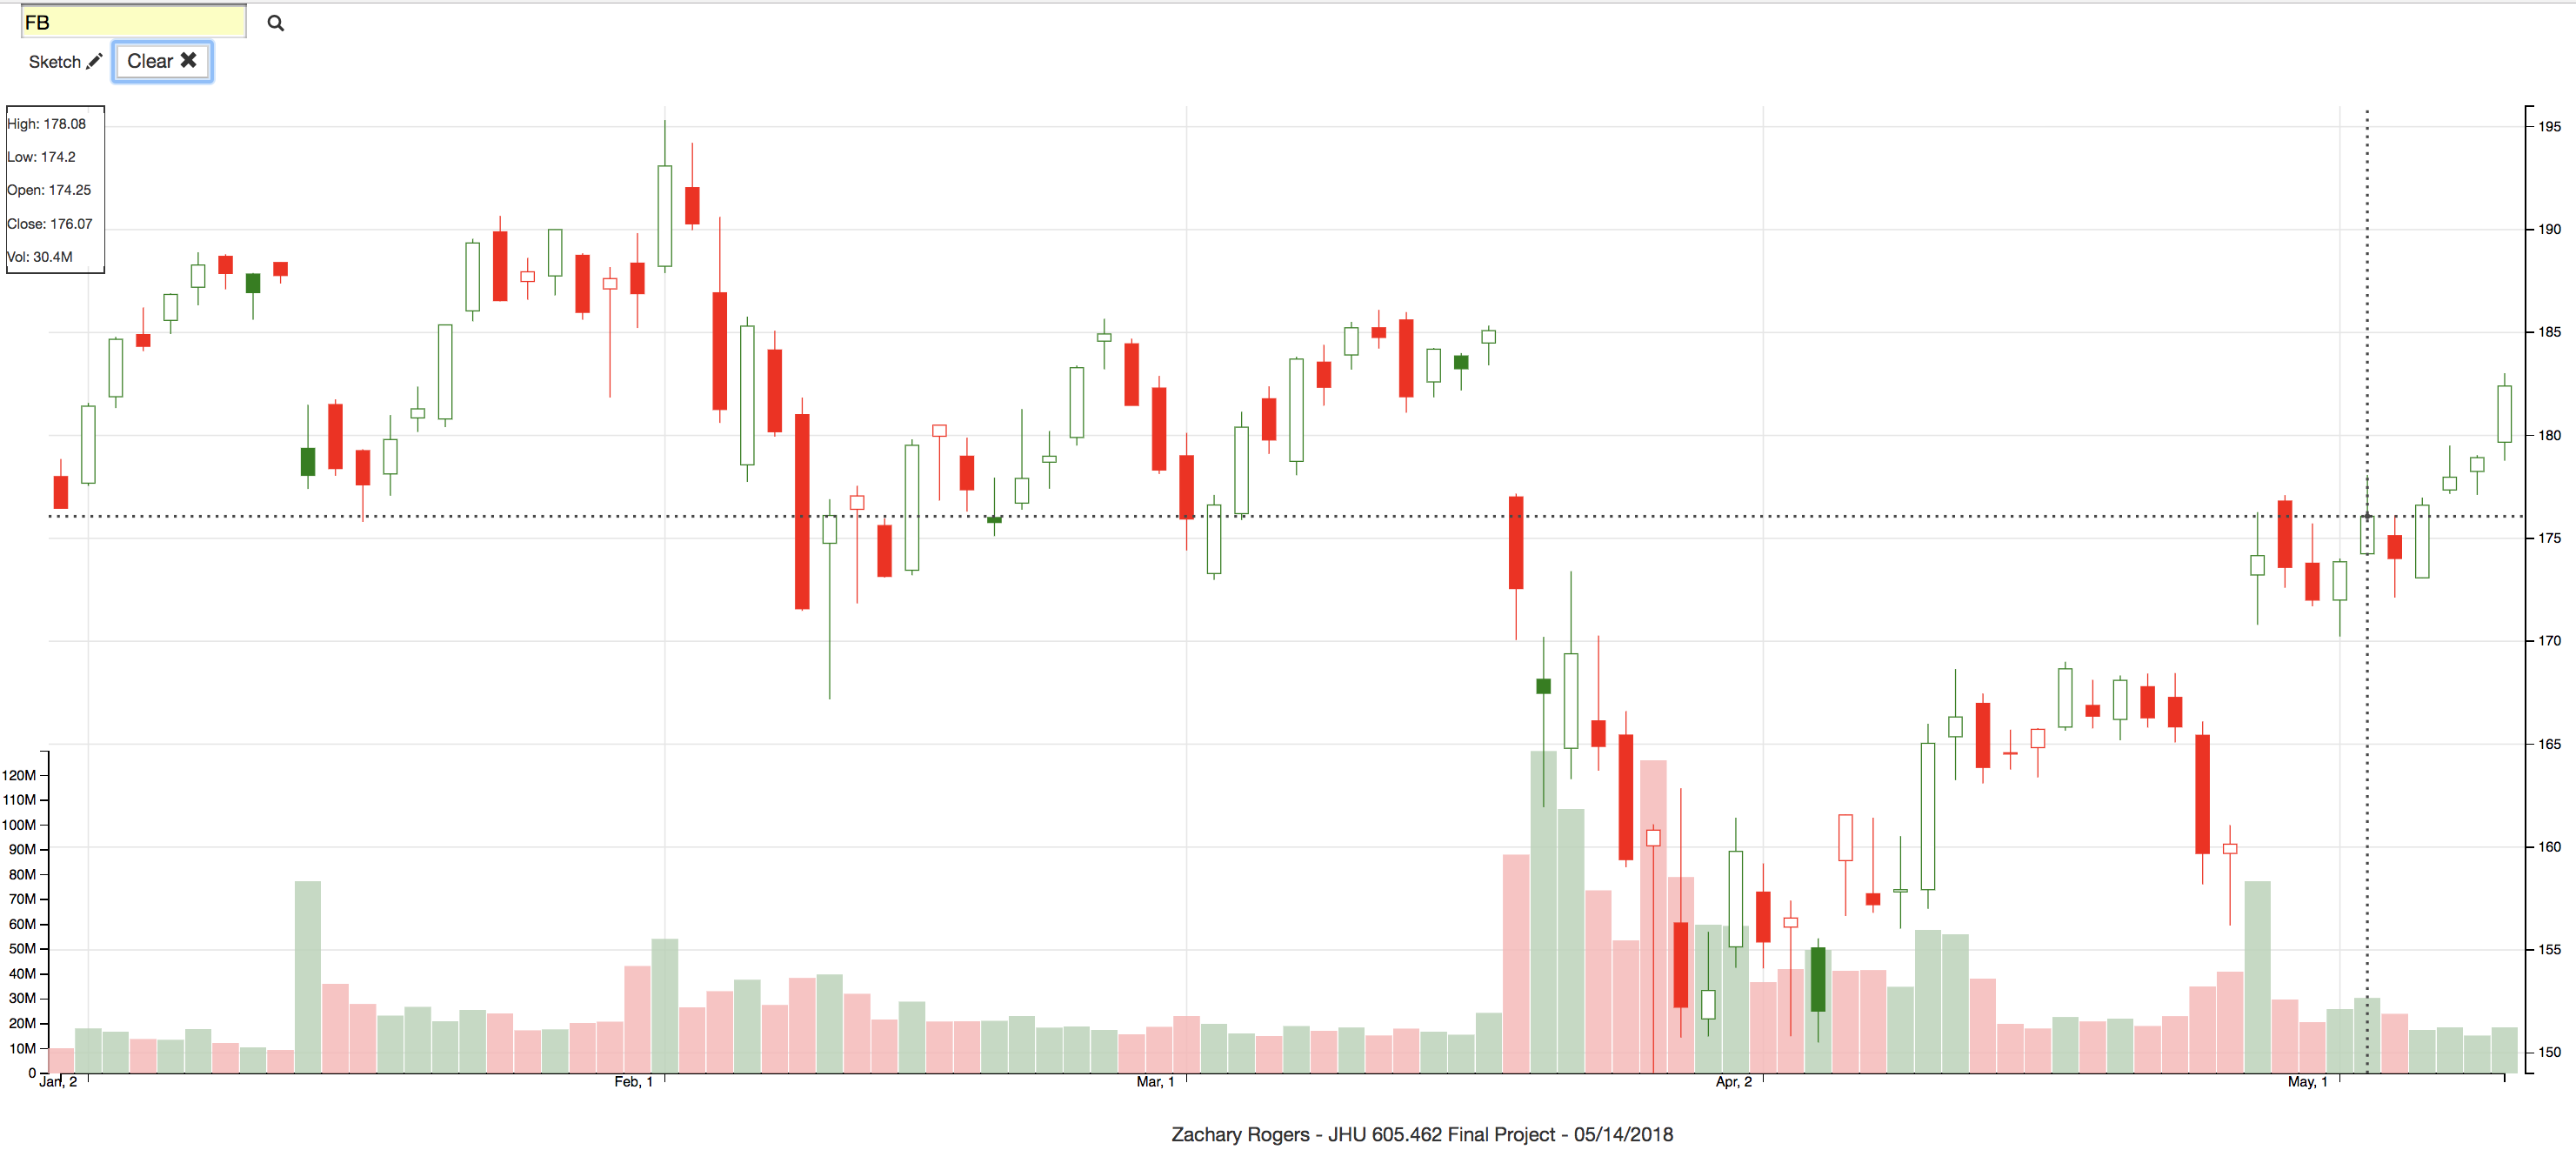 FB
Sketch Clear
High: 178.08
Low: 174.2
Open: 174.25
Close: 176.07
Vol: 30.4M
195
190
185
180
175
170
165
160
155
150
120M
110M
100M
90M
80M
70M
60M
50M
40M
30M
20M
10M
0
Jan, 2 Feb, 1 Mar, 1 Apr, 2 May, 1
Zachary Rogers - JHU 605.462 Final Project - 05/14/2018